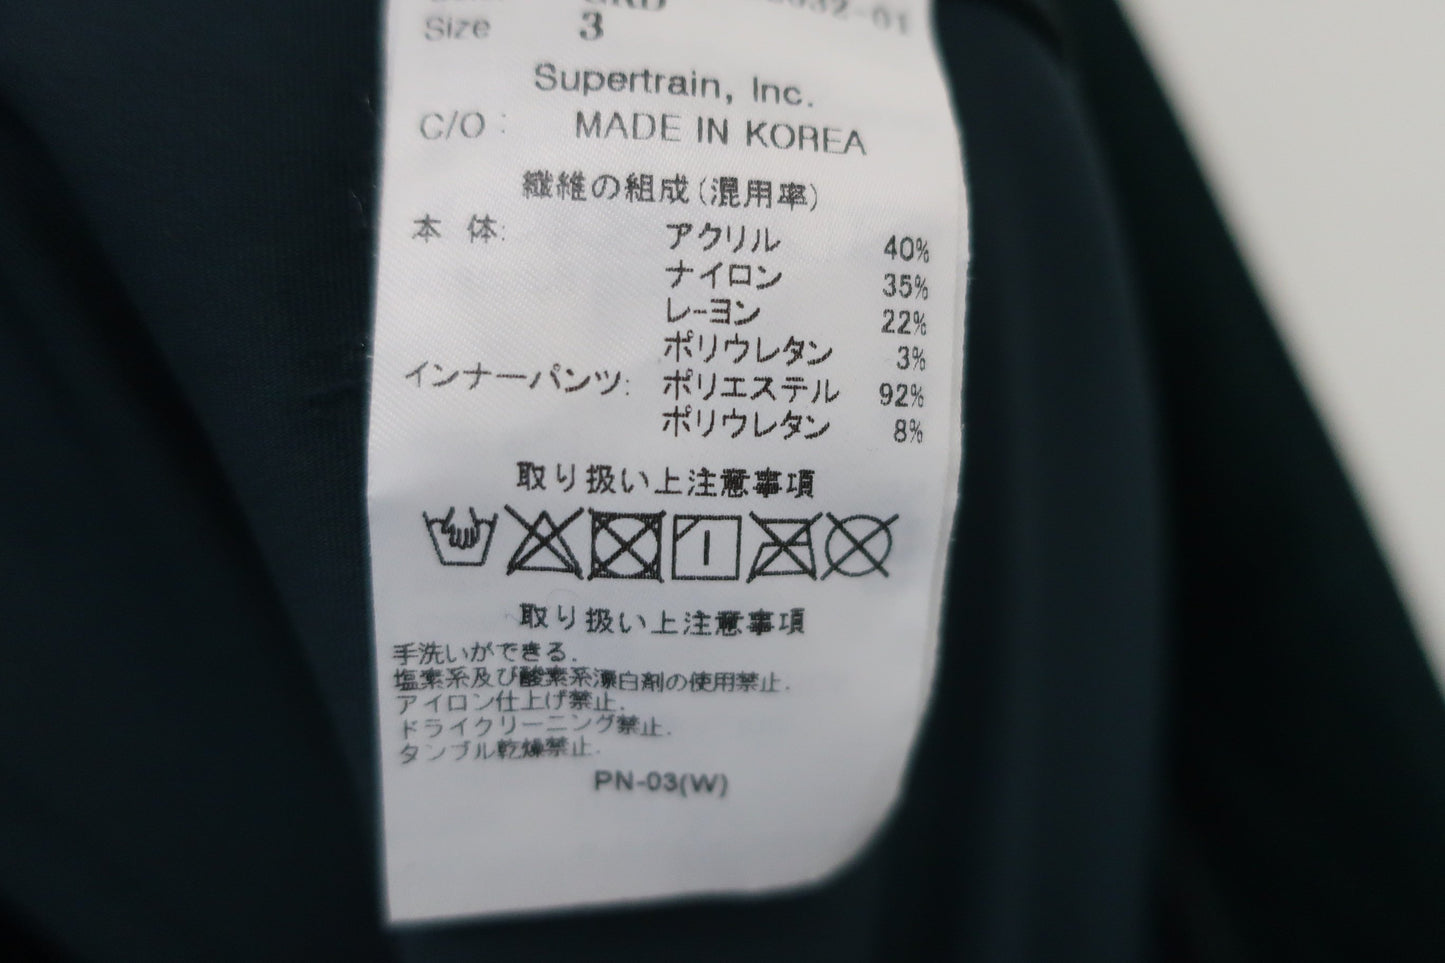 Size 3
Supertrain, Inc.
C/O : MADE IN KOREA
繊維の組成(混用率)
本 体: アクリル 40%
ナイロン 35%
レーヨン 22%
ポリウレタン 3%
インナーパンツ: ポリエステル 92%
ポリウレタン 8%
取り扱い上注意事項
取り扱い上注意事項
手洗いができる.
塩素系及び酸素系漂白剤の使用禁止.
アイロン仕上げ禁止.
ドライクリーニング禁止.
タンブル乾燥禁止.
PN-03(W)